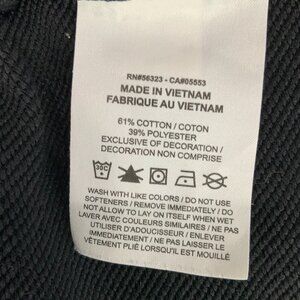 RN#56323 - CA#05553
MADE IN VIETNAM
FABRIQUE AU VIETNAM
61% COTTON / COTON
39% POLYESTER
EXCLUSIVE OF DECORATION /
DECORATION NON COMPRISE
30C
WASH WITH LIKE COLORS / DO NOT USE
SOFTENERS / REMOVE IMMEDIATELY / DO
NOT ALLOW TO LAY ON ITSELF WHEN WET
LAVER AVEC COULEURS SIMILAIRES / NE PAS
UTILISER D'ADOUCISSEUR / ENLEVER
IMMÉDIATEMENT / NE PAS LAISSER LE
VÊTEMENT PLIÉ LORSQU'IL EST MOUILLÉ